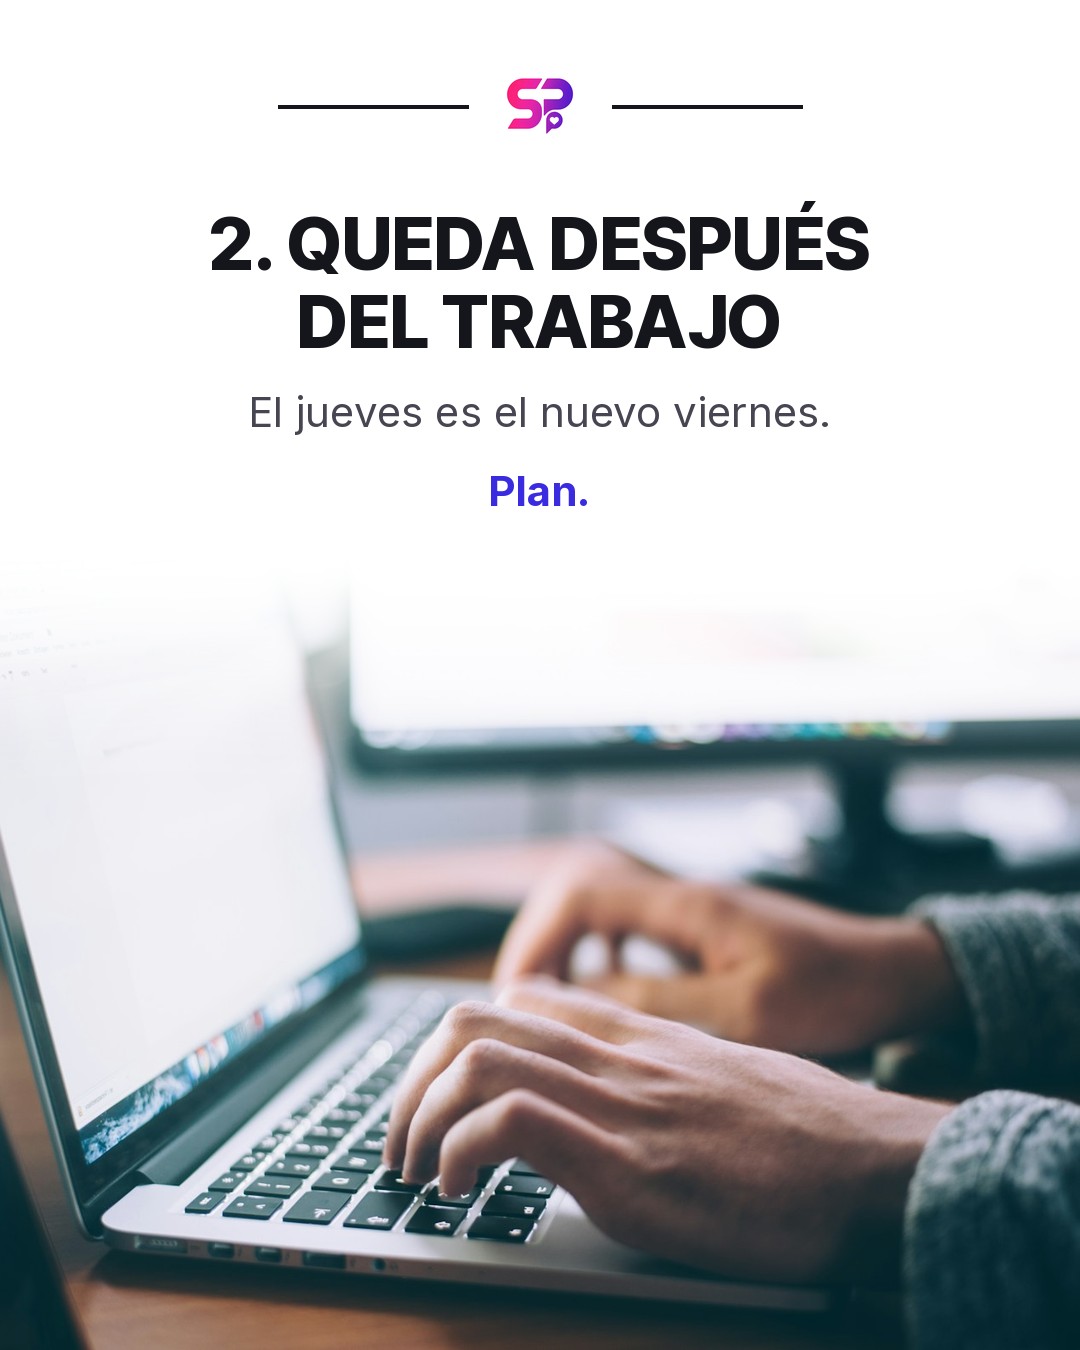 SP
2. QUEDA DESPUÉS
DEL TRABAJO
El jueves es el nuevo viernes.
Plan.